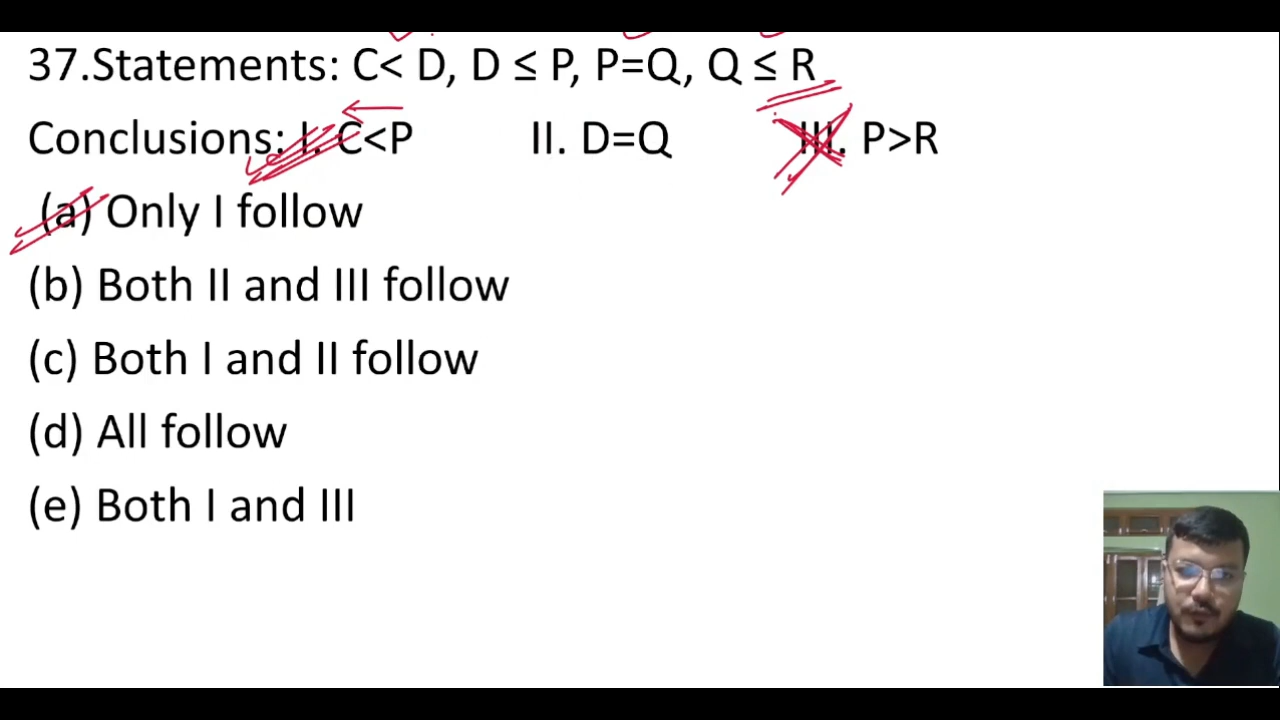 37.Statements: C< D, D ≤ P, P=Q, Q ≤ R
Conclusions: I. C<P II. D=Q III. P>R
(a) Only I follow
(b) Both II and III follow
(c) Both I and II follow
(d) All follow
(e) Both I and III